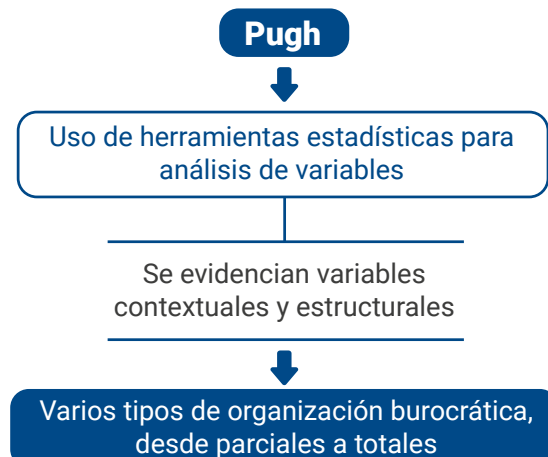 Pugh
Uso de herramientas estadísticas para
análisis de variables
Se evidencian variables
contextuales y estructurales
Varios tipos de organización burocrática,
desde parciales a totales